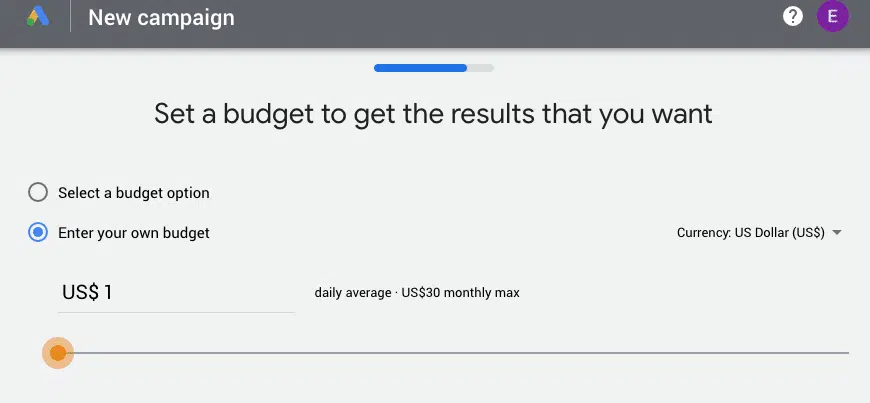 New campaign
? E
Set a budget to get the results that you want
Select a budget option
Enter your own budget
Currency: US Dollar (US$)
US$ 1
daily average · US$30 monthly max